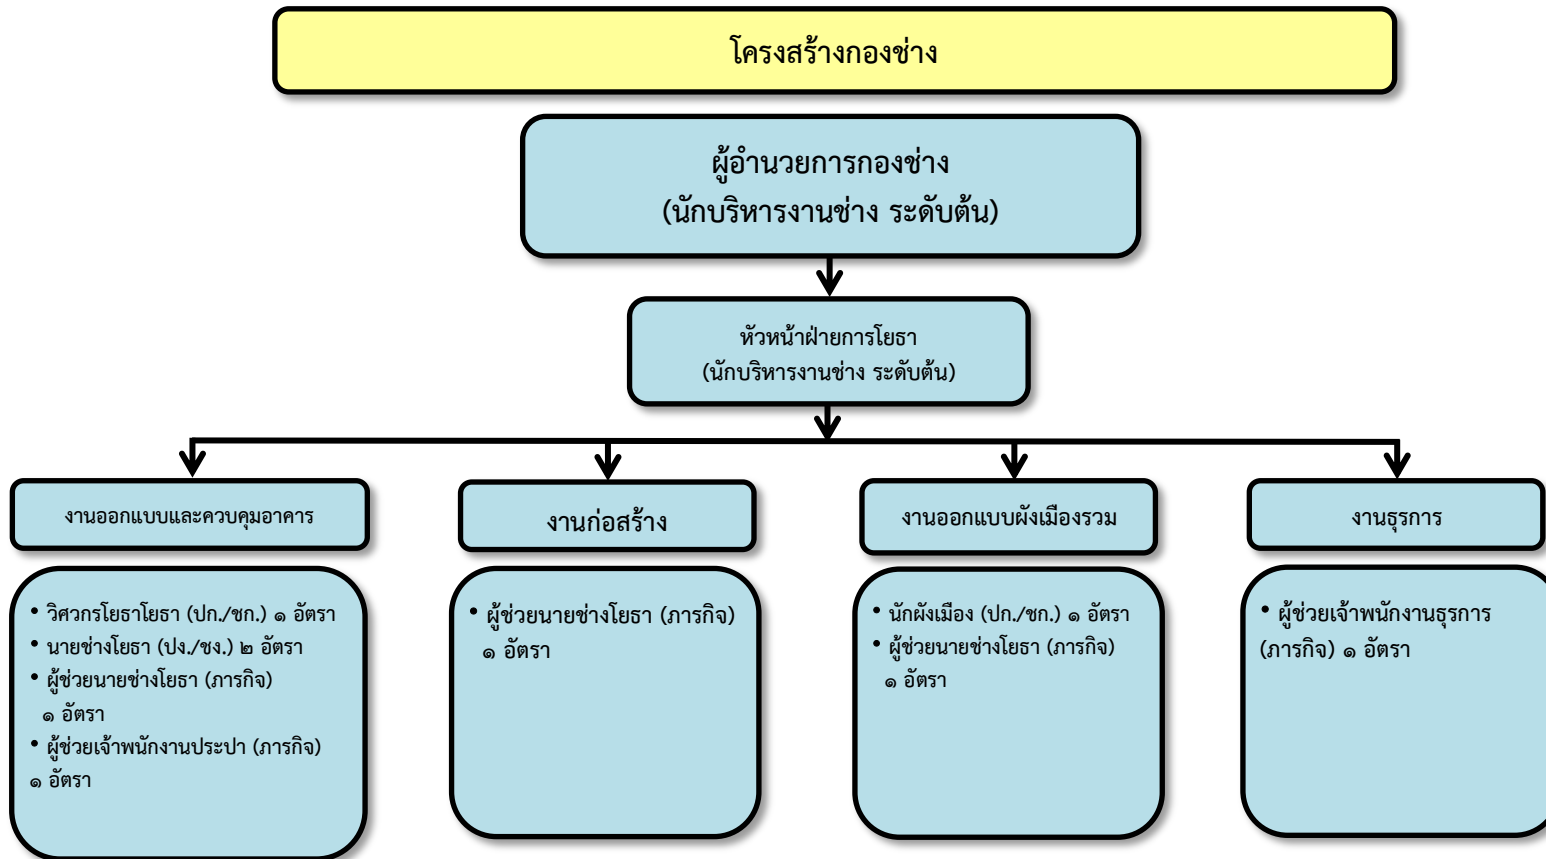 โครงสร้างกองช่าง
ผู้อำนวยการกองช่าง
(นักบริหารงานช่าง ระดับต้น)
หัวหน้าฝ่ายการโยธา
(นักบริหารงานช่าง ระดับต้น)
งานออกแบบและควบคุมอาคาร
• วิศวกรโยธาโยธา (ปก./ชก.) ๑ อัตรา
• นายช่างโยธา (ปง./ชง.) ๒ อัตรา
• ผู้ช่วยนายช่างโยธา (ภารกิจ)
๑ อัตรา
• ผู้ช่วยเจ้าพนักงานประปา (ภารกิจ)
๑ อัตรา
งานก่อสร้าง
• ผู้ช่วยนายช่างโยธา (ภารกิจ)
๑ อัตรา
งานออกแบบผังเมืองรวม
• นักผังเมือง (ปก./ชก.) ๑ อัตรา
• ผู้ช่วยนายช่างโยธา (ภารกิจ)
๑ อัตรา
งานธุรการ
• ผู้ช่วยเจ้าพนักงานธุรการ
(ภารกิจ) ๑ อัตรา